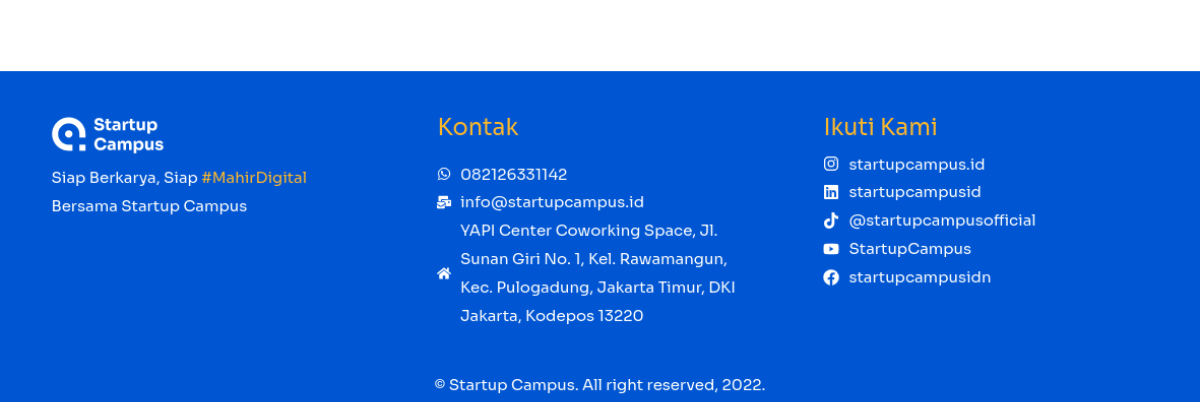 Startup
Campus
Siap Berkarya, Siap #MahirDigital
Bersama Startup Campus
Kontak
082126331142
info@startupcampus.id
YAPI Center Coworking Space, Jl.
Sunan Giri No. 1, Kel. Rawamangun,
Kec. Pulogadung, Jakarta Timur, DKI
Jakarta, Kodepos 13220
Ikuti Kami
startupcampus.id
startupcampusid
@startupcampusofficial
StartupCampus
startupcampusidn
© Startup Campus. All right reserved, 2022.